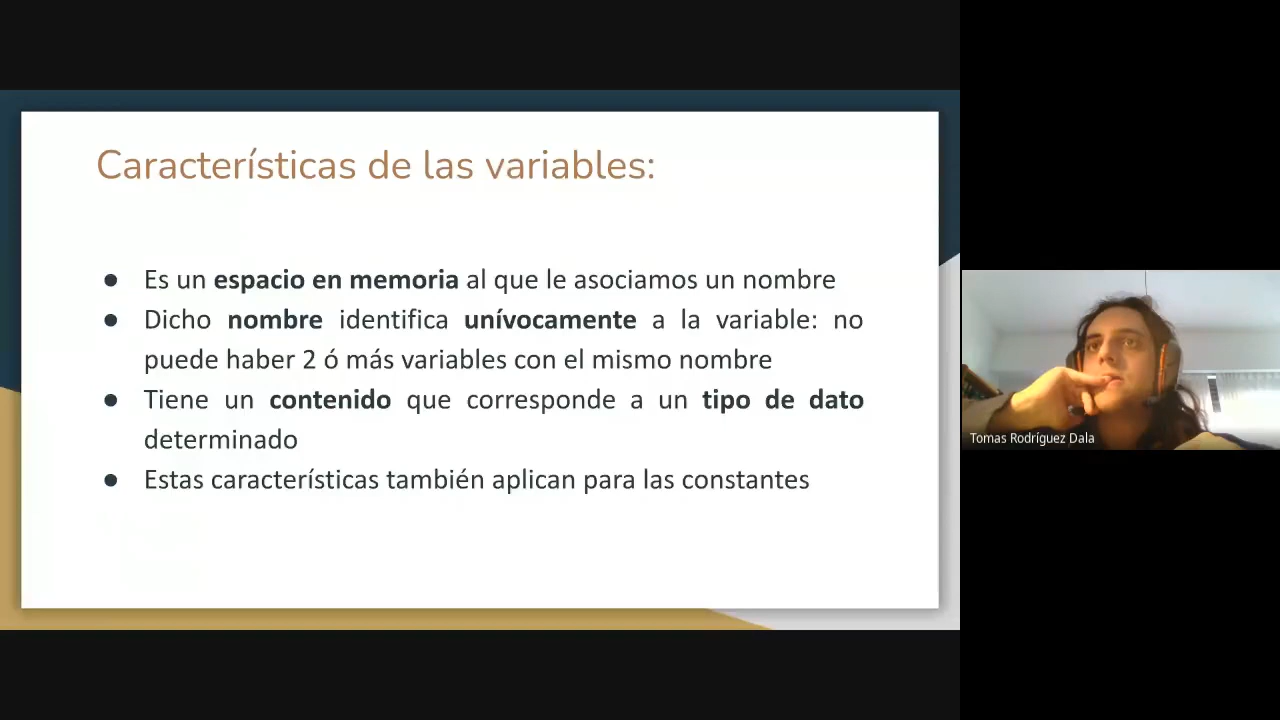 Características de las variables:
● Es un espacio en memoria al que le asociamos un nombre
● Dicho nombre identifica unívocamente a la variable: no
puede haber 2 ó más variables con el mismo nombre
● Tiene un contenido que corresponde a un tipo de dato
determinado
● Estas características también aplican para las constantes
Tomas Rodríguez Dala